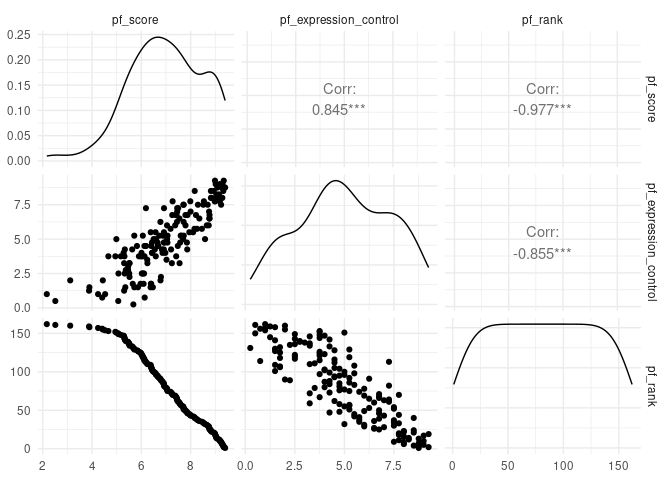 pf_score
pf_expression_control
pf_rank
0.25
0.20
0.15
0.10
0.05
0.00
Corr:
0.845***
Corr:
-0.977***
pf_score
7.5
5.0
2.5
0.0
Corr:
-0.855***
pf_expression_control
150
100
50
0
pf_rank
2 4 6 8
0.0 2.5 5.0 7.5
0 50 100 150